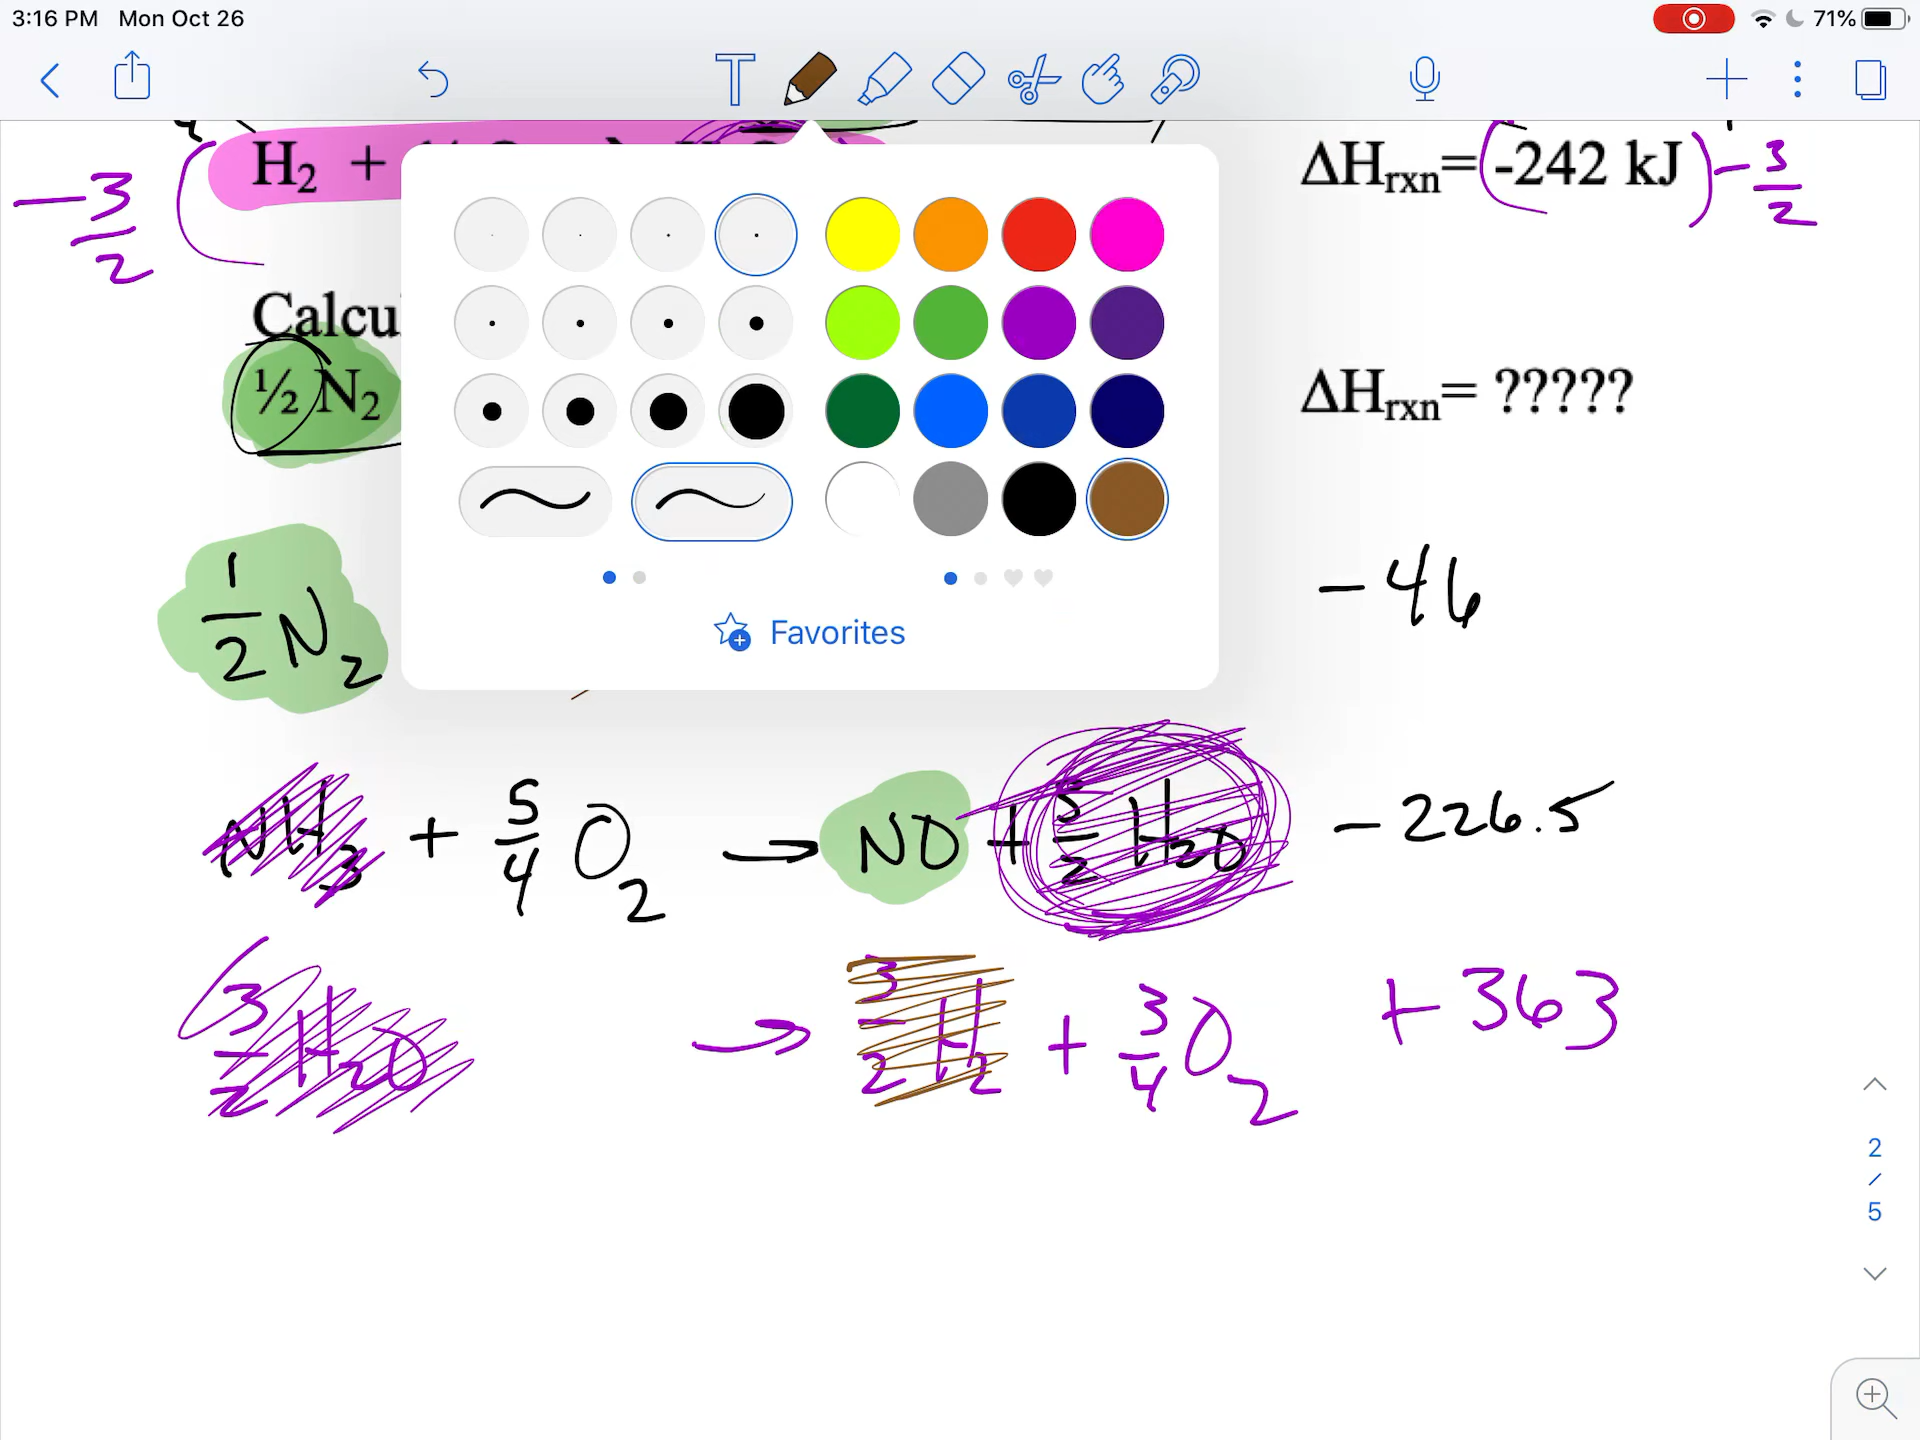 3:16 PM Mon Oct 26 71%
T
H₂ + ΔHrxn= (-242 kJ) - 3/2
- 3/2
Calcu
½ N₂ ΔHrxn= ?????
Favorites
1/2 N₂ - 46
NH₃ + 5/4 O₂ → NO + H₂O - 226.5
3/2 H₂O → 3/2 H₂ + 3/4 O₂ + 363
2 / 5